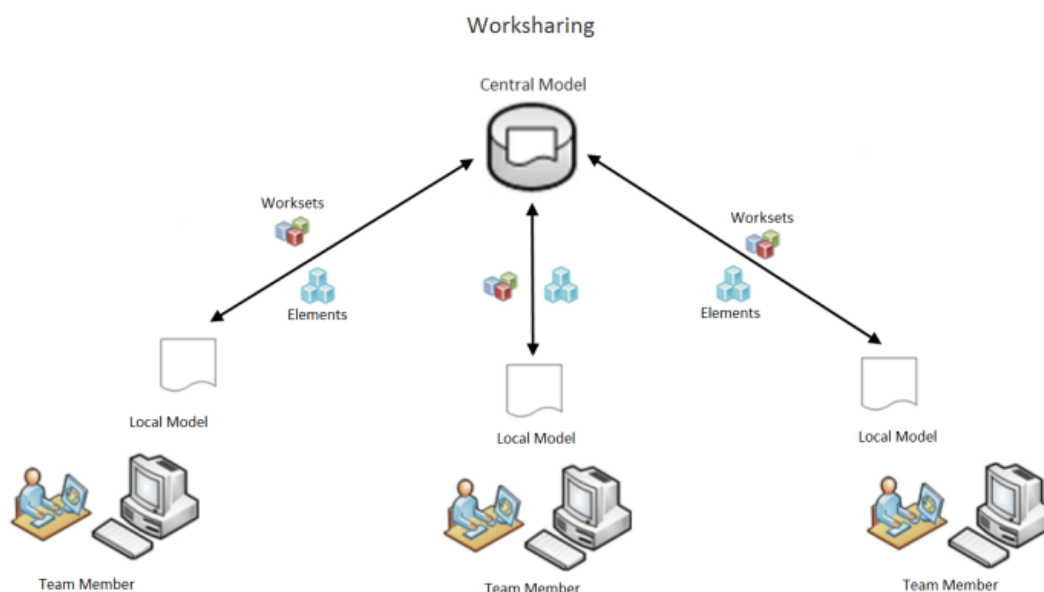 Worksharing
Central Model
Worksets
Worksets
Elements
Elements
Local Model
Local Model
Local Model
Team Member
Team Member
Team Member